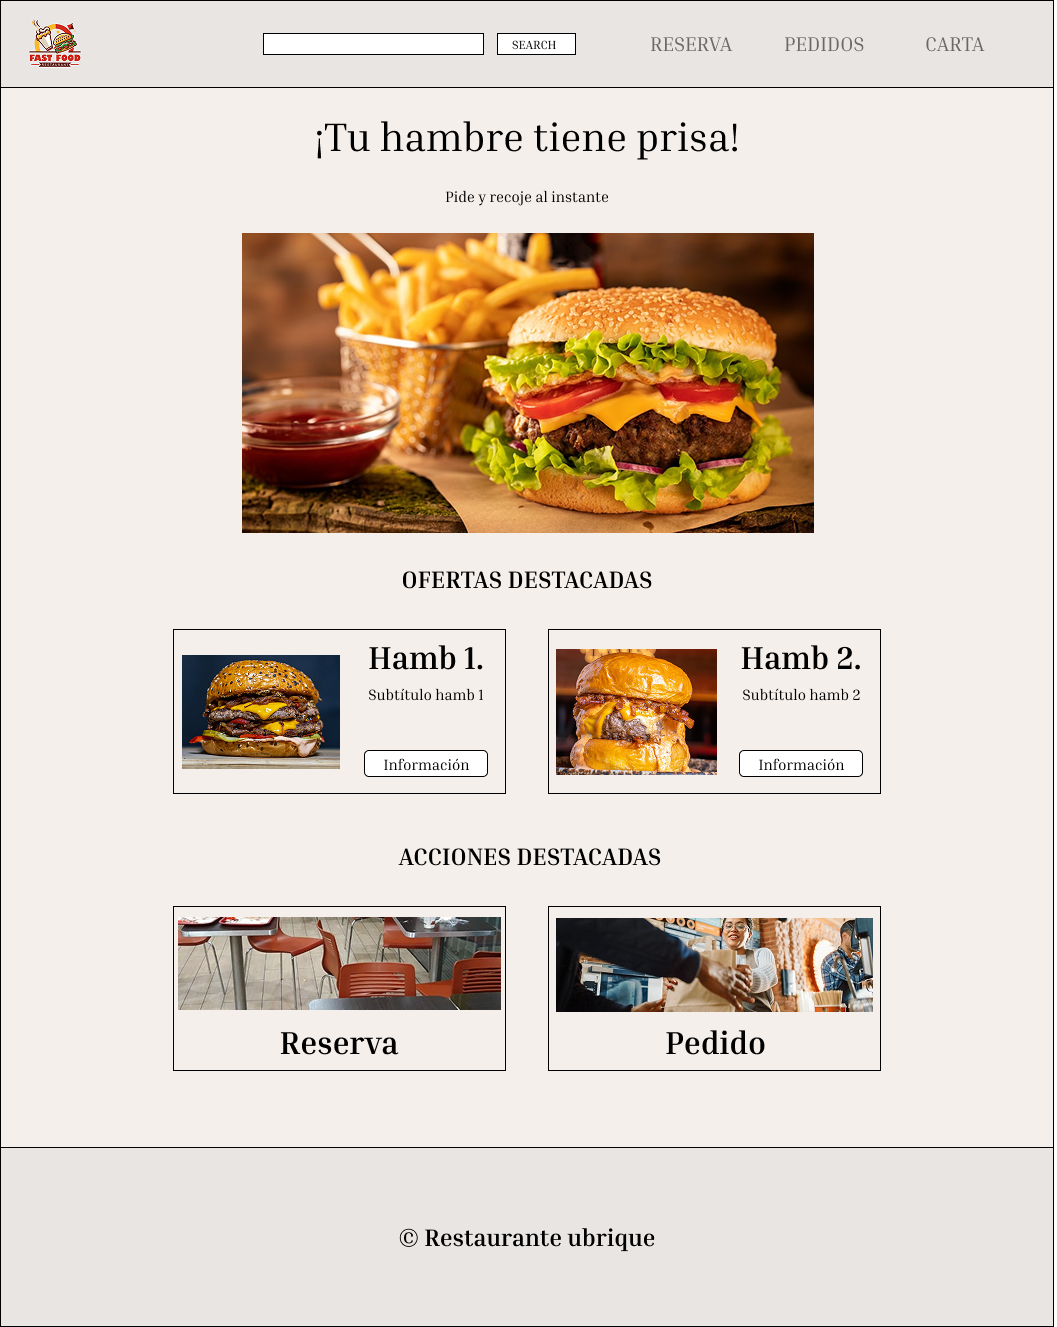 FAST FOOD
SEARCH
RESERVA
PEDIDOS
CARTA
¡Tu hambre tiene prisa!
Pide y recoje al instante
OFERTAS DESTACADAS
Hamb 1.
Subtítulo hamb 1
Información
Hamb 2.
Subtítulo hamb 2
Información
ACCIONES DESTACADAS
Reserva
Pedido
© Restaurante ubrique